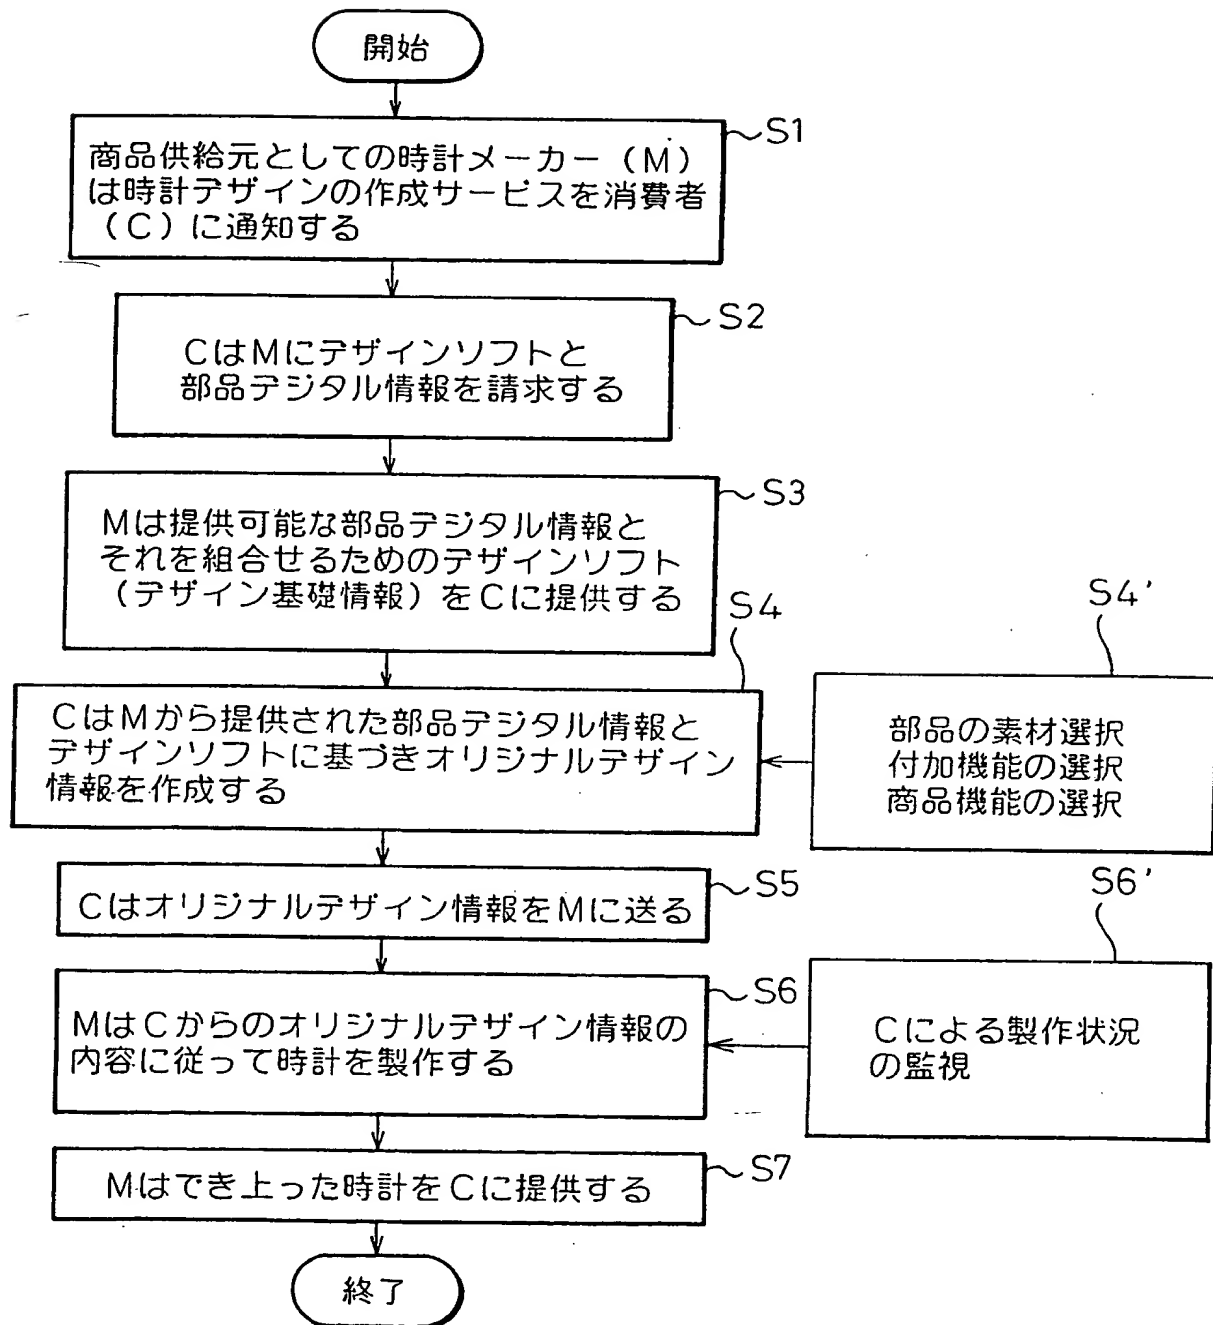 開始
S1
商品供給元としての時計メーカー(M)
は時計デザインの作成サービスを消費者
(C)に通知する
S2
CはMにデザインソフトと
部品デジタル情報を請求する
S3
Mは提供可能な部品デジタル情報と
それを組合せるためのデザインソフト
(デザイン基礎情報)をCに提供する
S4
CはMから提供された部品デジタル情報と
デザインソフトに基づきオリジナルデザイン
情報を作成する
S4'
部品の素材選択
付加機能の選択
商品機能の選択
S5
CはオリジナルデザインをMに送る
S6
MはCからのオリジナルデザイン情報の
内容に従って時計を製作する
S6'
Cによる製作状況
の監視
S7
Mはでき上った時計をCに提供する
終了